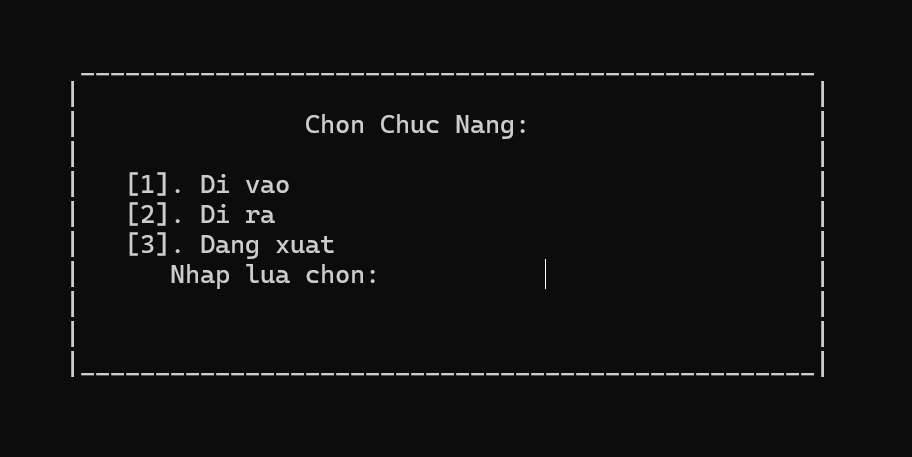 Chon Chuc Nang:
[1]. Di vao
[2]. Di ra
[3]. Dang xuat
Nhap lua chon: